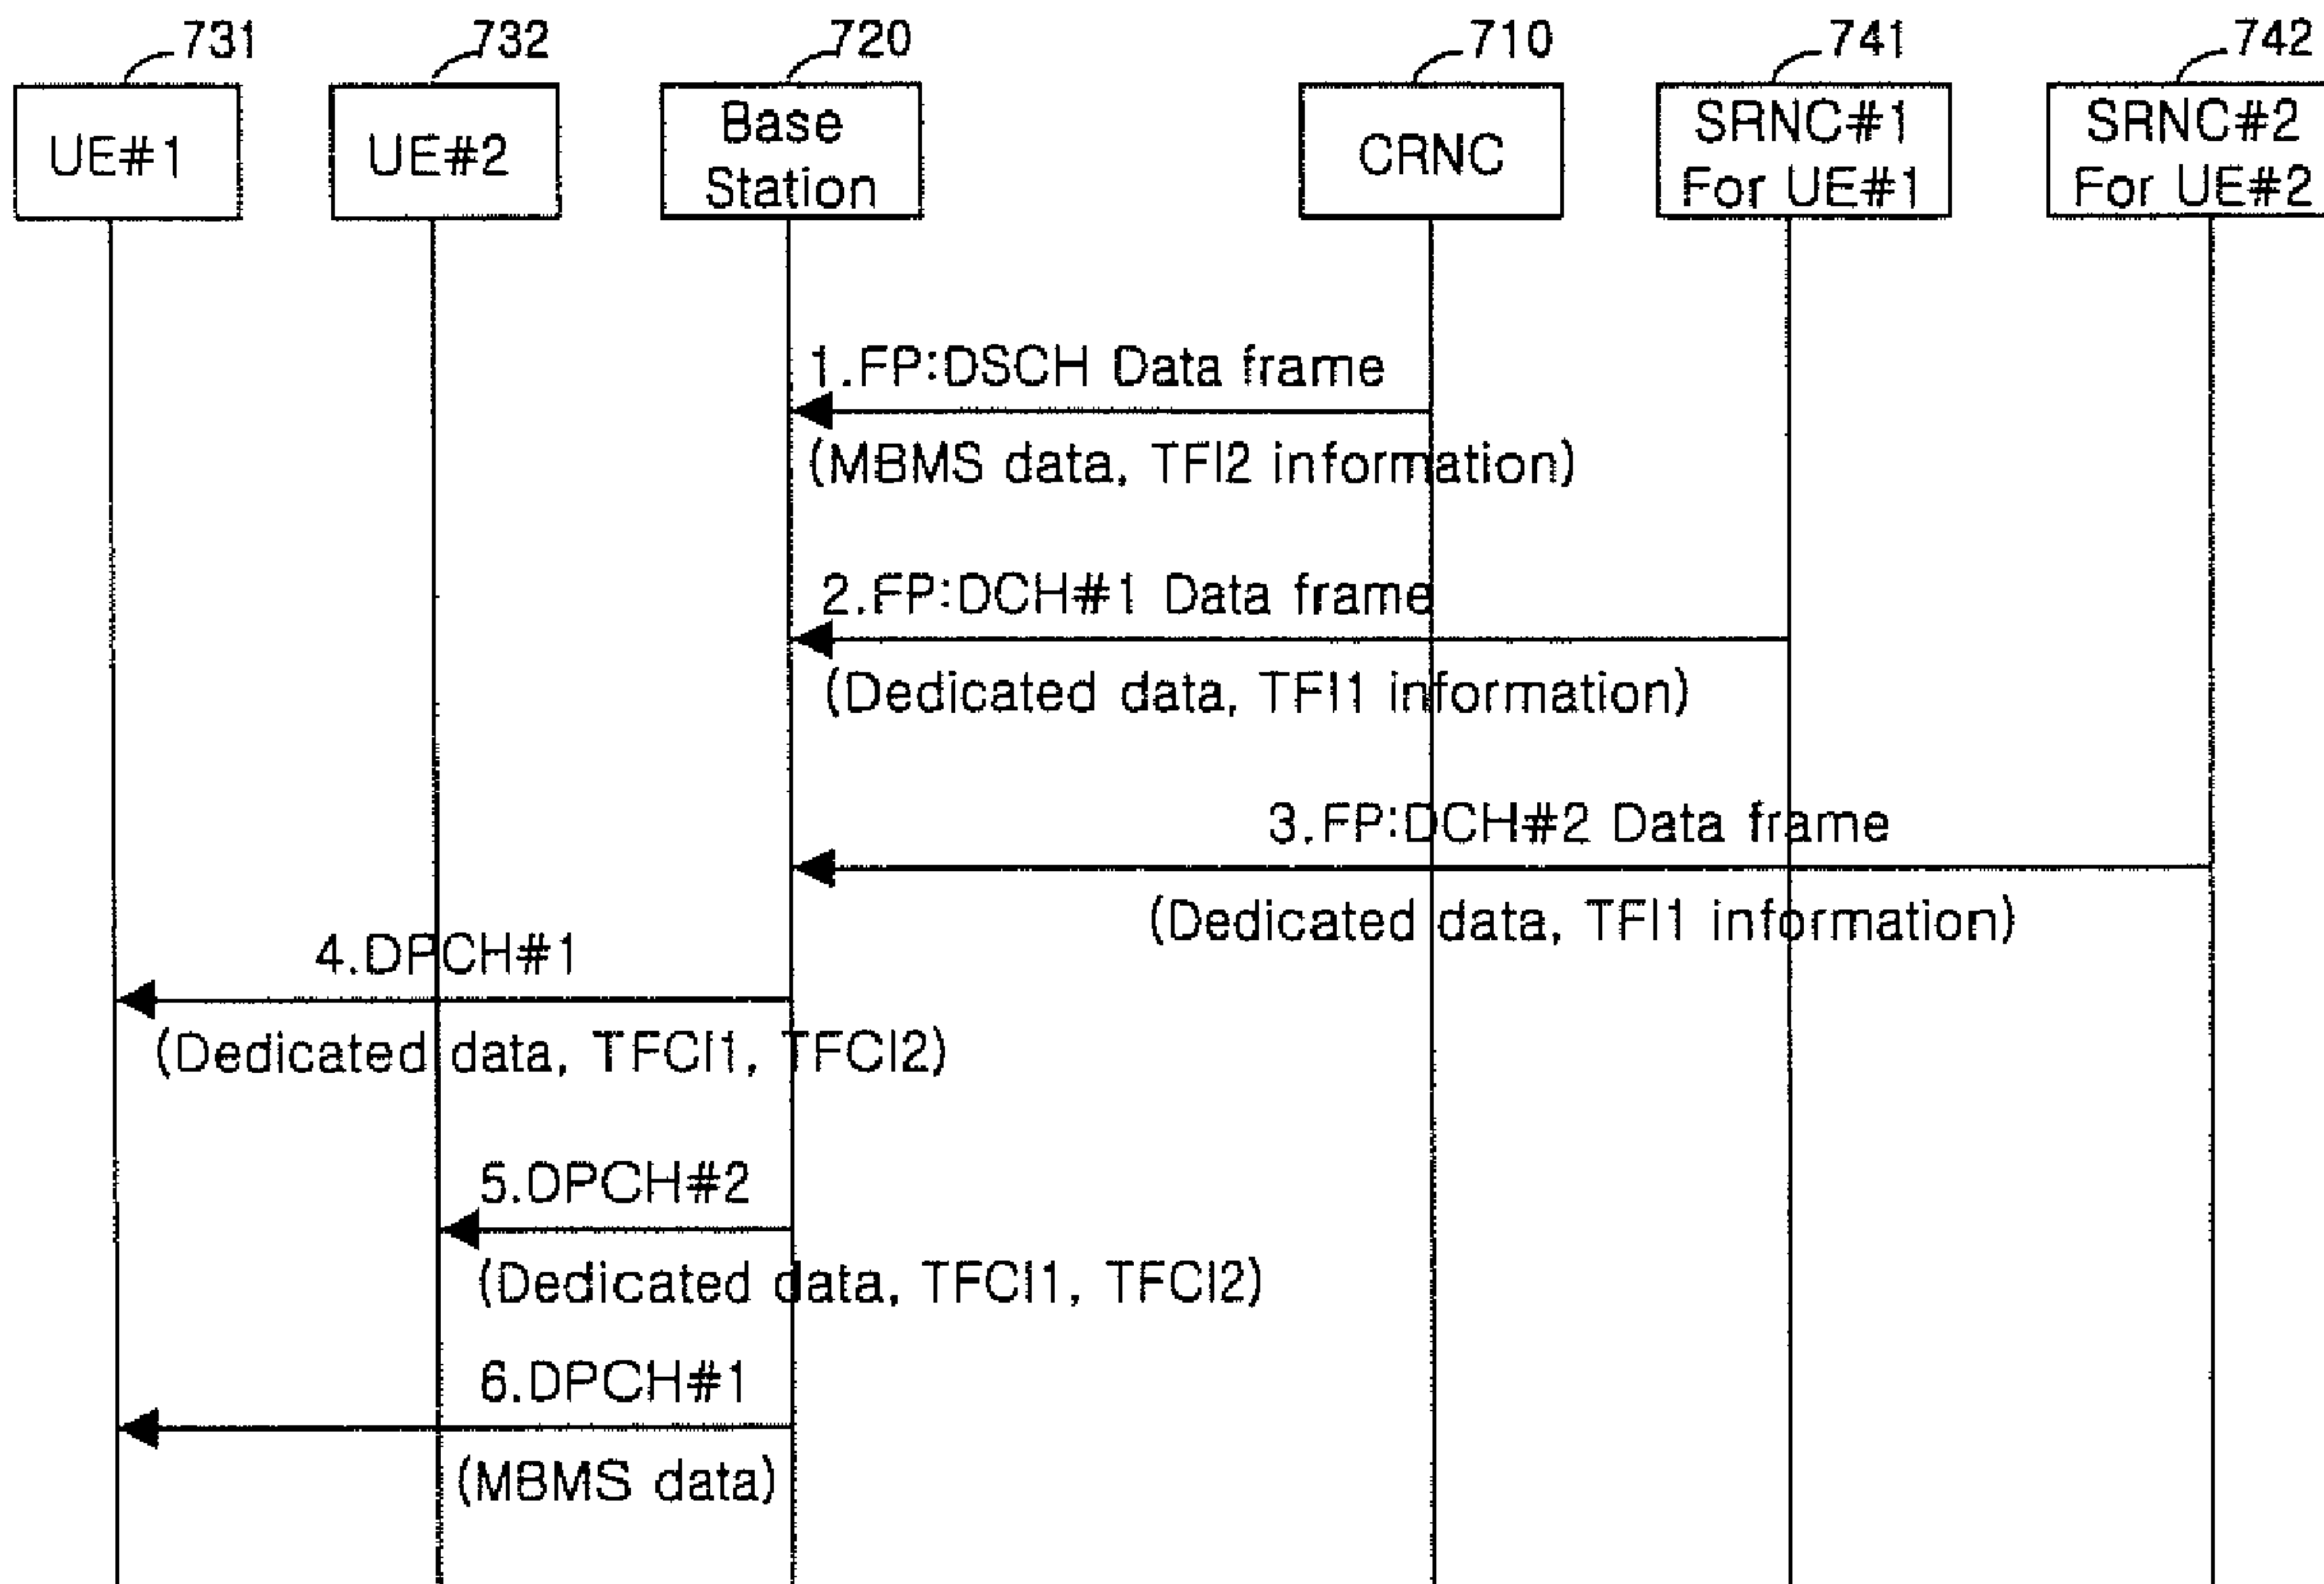 731
732
720
710
741
742
UE#1
UE#2
Base
Station
CRNC
SRNC#1
For UE#1
SRNC#2
For UE#2
1.FP:DSCH Data frame
(MBMS data, TFI2 information)
2.FP:DCH#1 Data frame
(Dedicated data, TFI1 information)
3.FP:DCH#2 Data frame
(Dedicated data, TFI1 information)
4.DPCH#1
(Dedicated data, TFCI1, TFCI2)
5.DPCH#2
(Dedicated data, TFCI1, TFCI2)
6.DPCH#1
(MBMS data)